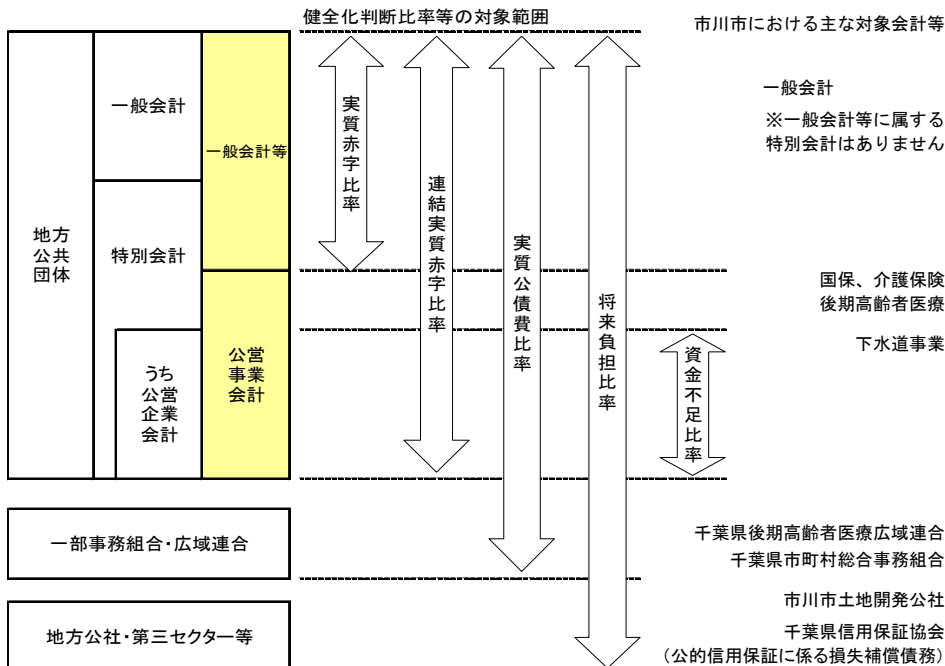 健全化判断比率等の対象範囲
市川市における主な対象会計等
地方
公共
団体
一般会計
特別会計
うち
公営
企業
会計
一般会計等
公営
事業
会計
実質赤字比率
連結実質赤字比率
実質公債費比率
将来負担比率
資金不足比率
一般会計
※一般会計等に属する
特別会計はありません
国保、介護保険
後期高齢者医療
下水道事業
一部事務組合・広域連合
千葉県後期高齢者医療広域連合
千葉県市町村総合事務組合
地方公社・第三セクター等
市川市土地開発公社
千葉県信用保証協会
（公的信用保証に係る損失補償債務）